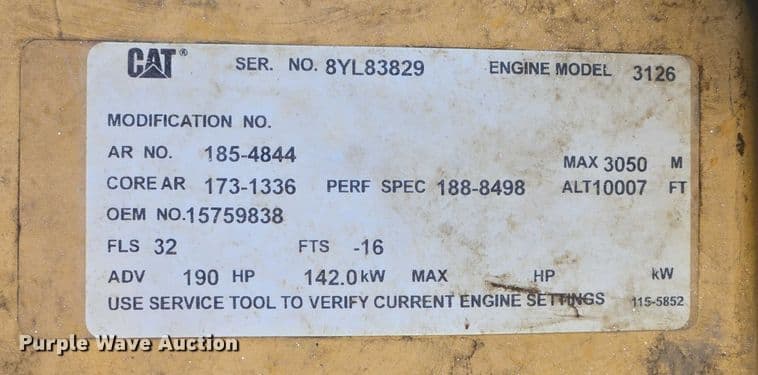 CAT® SER. NO. 8YL83829 ENGINE MODEL 3126
MODIFICATION NO.
AR NO. 185-4844 MAX 3050 M
CORE AR 173-1336 PERF SPEC 188-8498 ALT 10007 FT
OEM NO. 15759838
FLS 32 FTS -16
ADV 190 HP 142.0 kW MAX HP kW
USE SERVICE TOOL TO VERIFY CURRENT ENGINE SETTINGS 115-5852
Purple Wave Auction